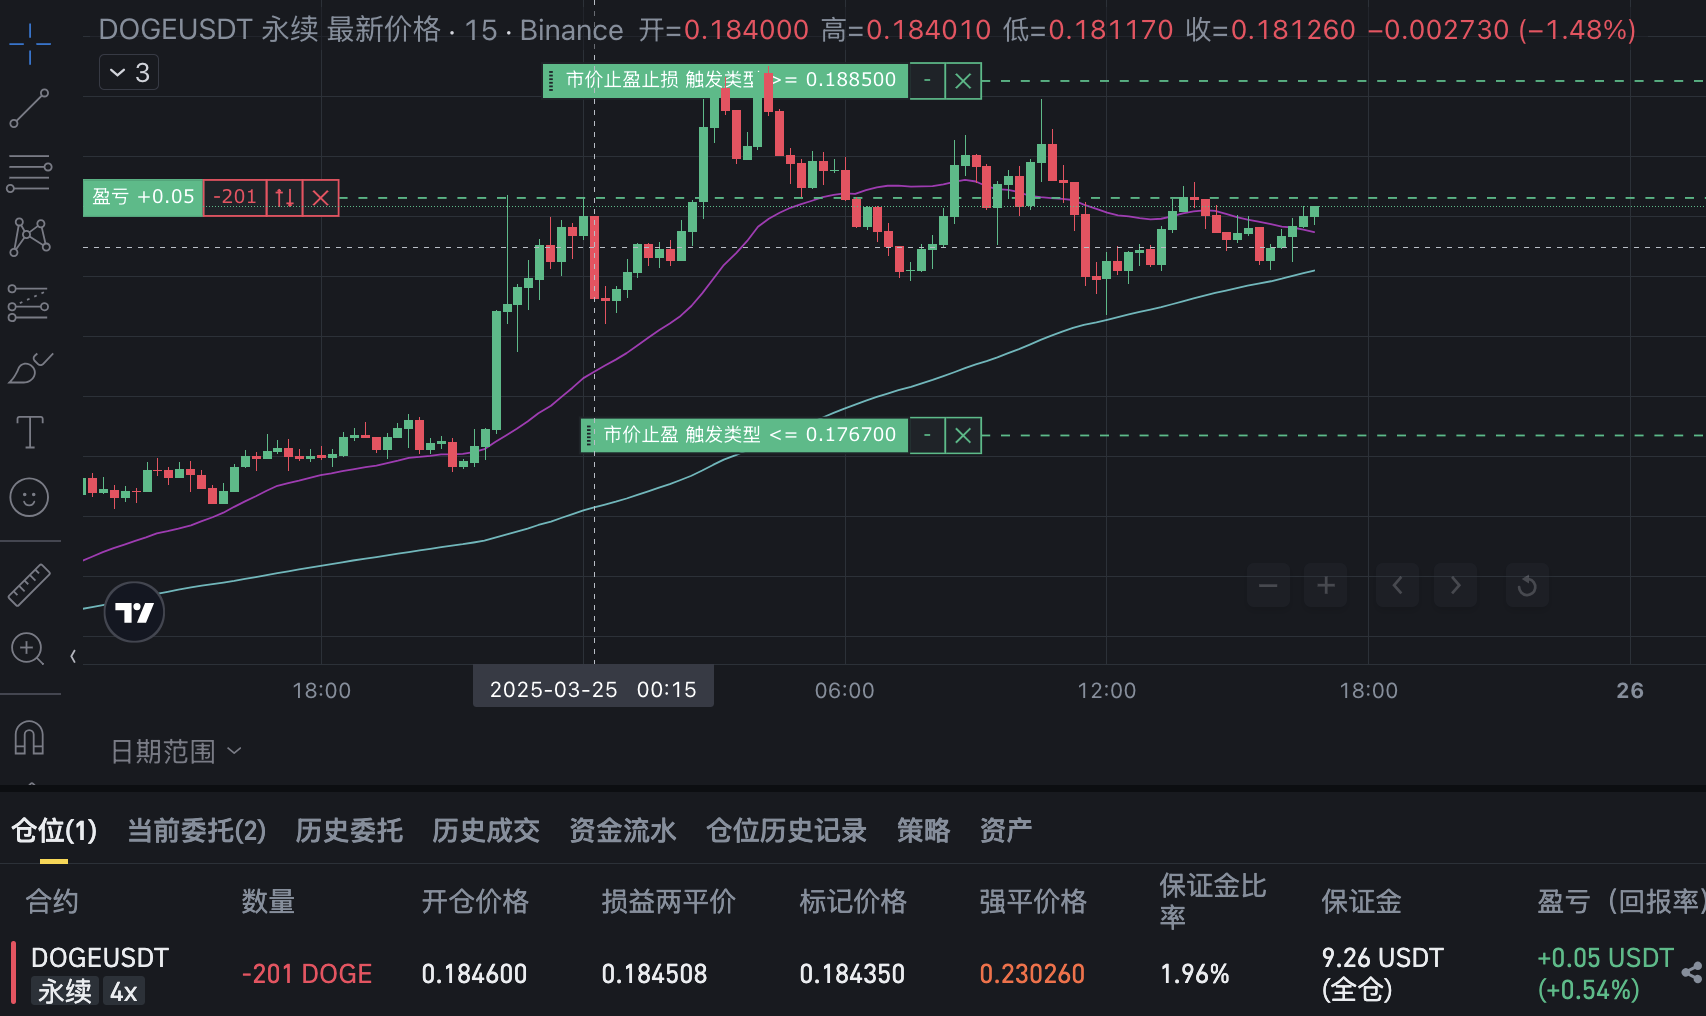 DOGEUSDT 永续 最新价格 · 15 · Binance 开=0.184000 高=0.184010 低=0.181170 收=0.181260 −0.002730 (−1.48%)
3
市价止盈止损 触发类型 >= 0.188500 -
盈亏 +0.05 -201
市价止盈 触发类型 <= 0.176700 -
18:00 2025-03-25 00:15 06:00 12:00 18:00 26
日期范围
仓位(1) 当前委托(2) 历史委托 历史成交 资金流水 仓位历史记录 策略 资产
合约 数量 开仓价格 损益两平价 标记价格 强平价格 保证金比率 保证金 盈亏（回报率)
DOGEUSDT -201 DOGE 0.184600 0.184508 0.184350 0.230260 1.96% 9.26 USDT +0.05 USDT
永续 4x (全仓) (+0.54%)